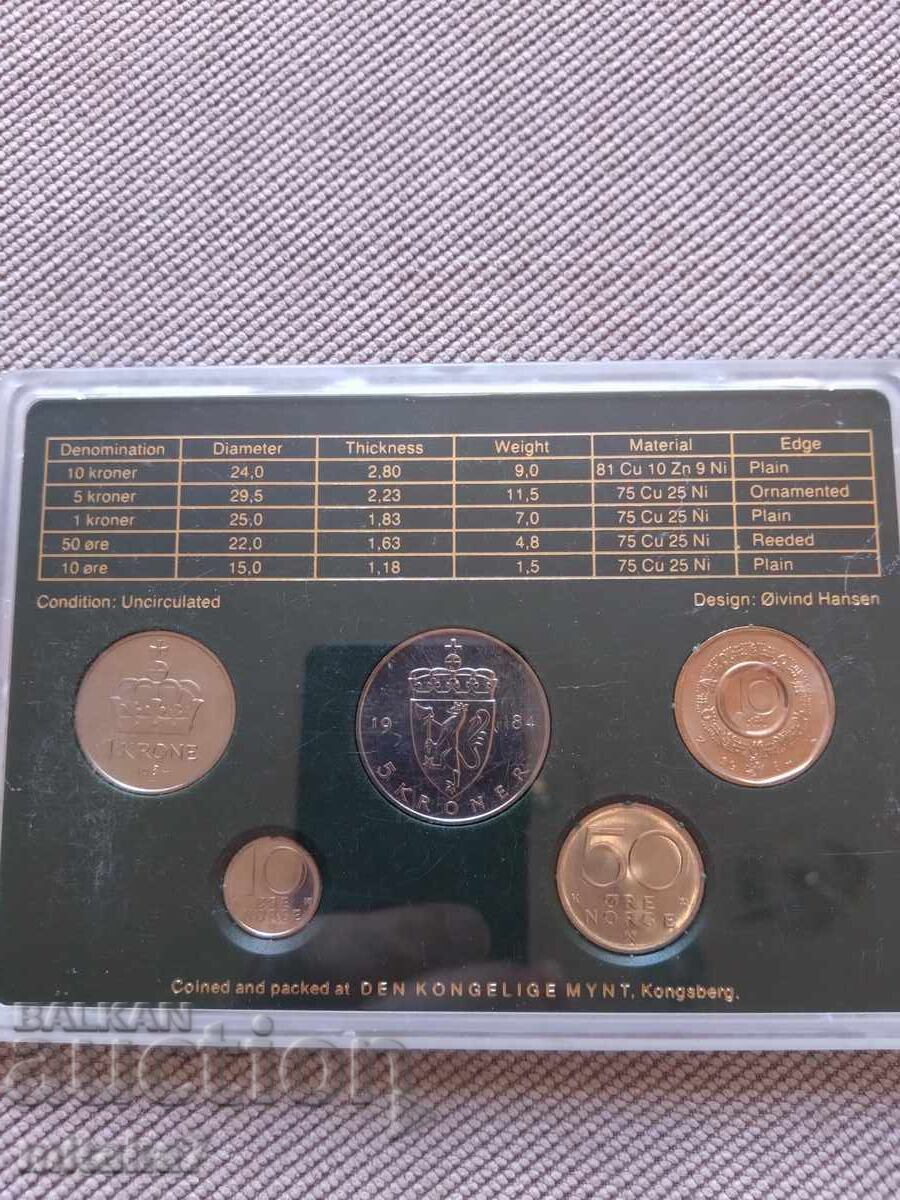 Denomination Diameter Thickness Weight Material Edge
10 kroner 24,0 2,80 9,0 81 Cu 10 Zn 9 Ni Plain
5 kroner 29,5 2,23 11,5 75 Cu 25 Ni Ornamented
1 kroner 25,0 1,83 7,0 75 Cu 25 Ni Plain
50 øre 22,0 1,63 4,8 75 Cu 25 Ni Reeded
10 øre 15,0 1,18 1,5 75 Cu 25 Ni Plain
Condition: Uncirculated Design: Øivind Hansen
1 KRONE
19 84
5 KRONER
10
10
ØRE
NORGE
50
ØRE
NORGE
Coined and packed at DEN KONGELIGE MYNT, Kongsberg.
BALKAN
auction
mitaka7